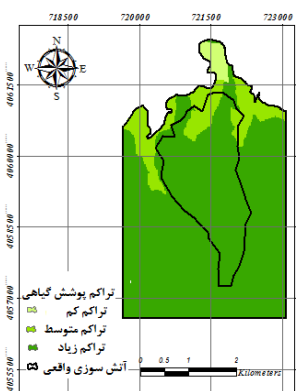 718500 720000 721500 723000
N
W E
S
4061500
4060000
4058500
4057000
4055500
تراکم پوشش گیاهی
تراکم کم
تراکم متوسط
تراکم زیاد
آتش سوزی واقعی
0 0.5 1 2
Kilometers